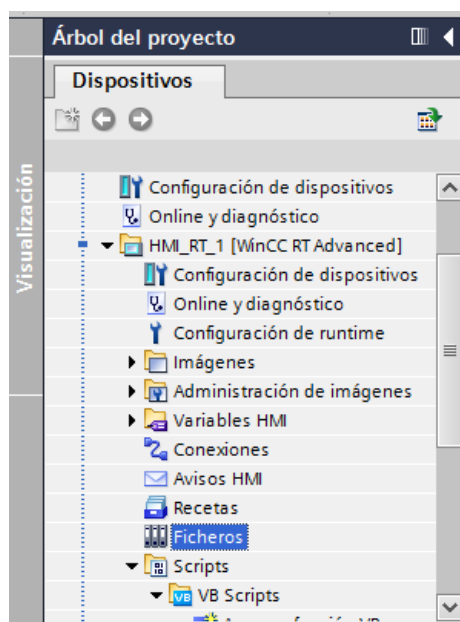 Árbol del proyecto
Dispositivos
Visualización
Configuración de dispositivos
Online y diagnóstico
HMI_RT_1 [WinCC RT Advanced]
Configuración de dispositivos
Online y diagnóstico
Configuración de runtime
Imágenes
Administración de imágenes
Variables HMI
Conexiones
Avisos HMI
Recetas
Ficheros
Scripts
VB
VB Scripts